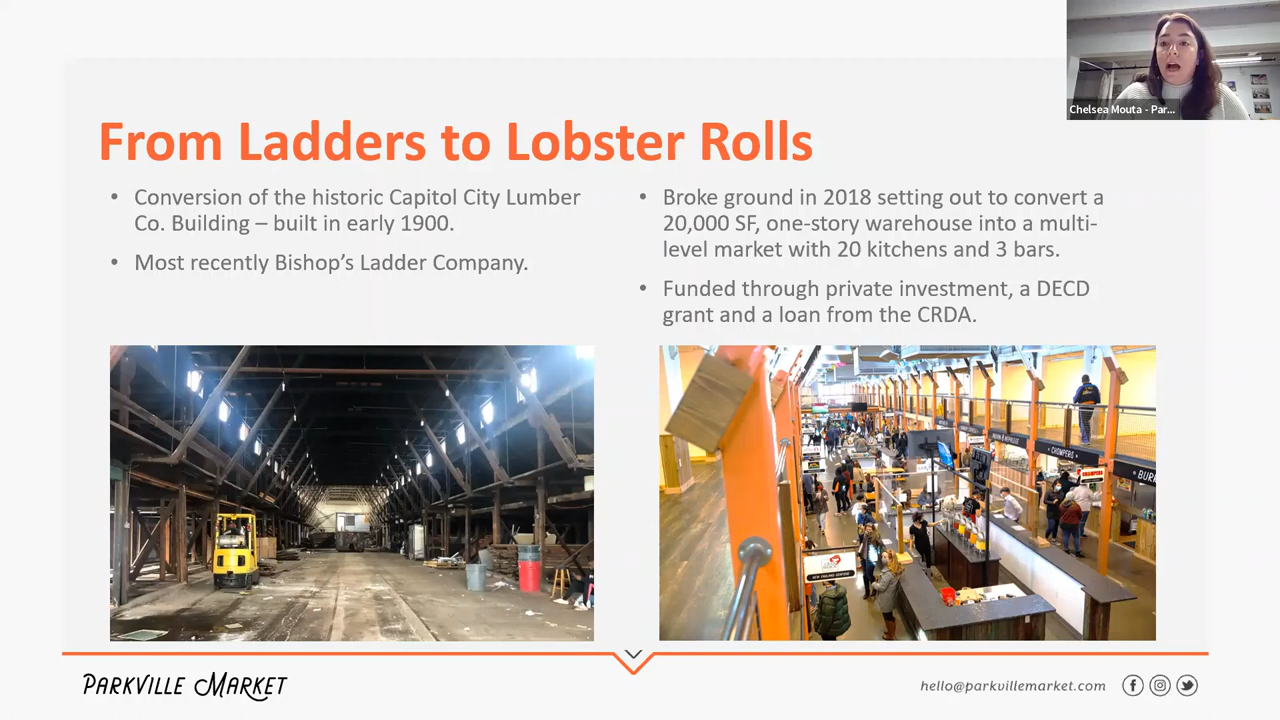 Chelsea Mouta - Par...
From Ladders to Lobster Rolls
• Conversion of the historic Capitol City Lumber
Co. Building – built in early 1900.
• Most recently Bishop's Ladder Company.
• Broke ground in 2018 setting out to convert a
20,000 SF, one-story warehouse into a multi-
level market with 20 kitchens and 3 bars.
• Funded through private investment, a DECD
grant and a loan from the CRDA.
CHOMPERS
CHOMPERS
BUR
PARKVILLE MARKET
hello@parkvillemarket.com